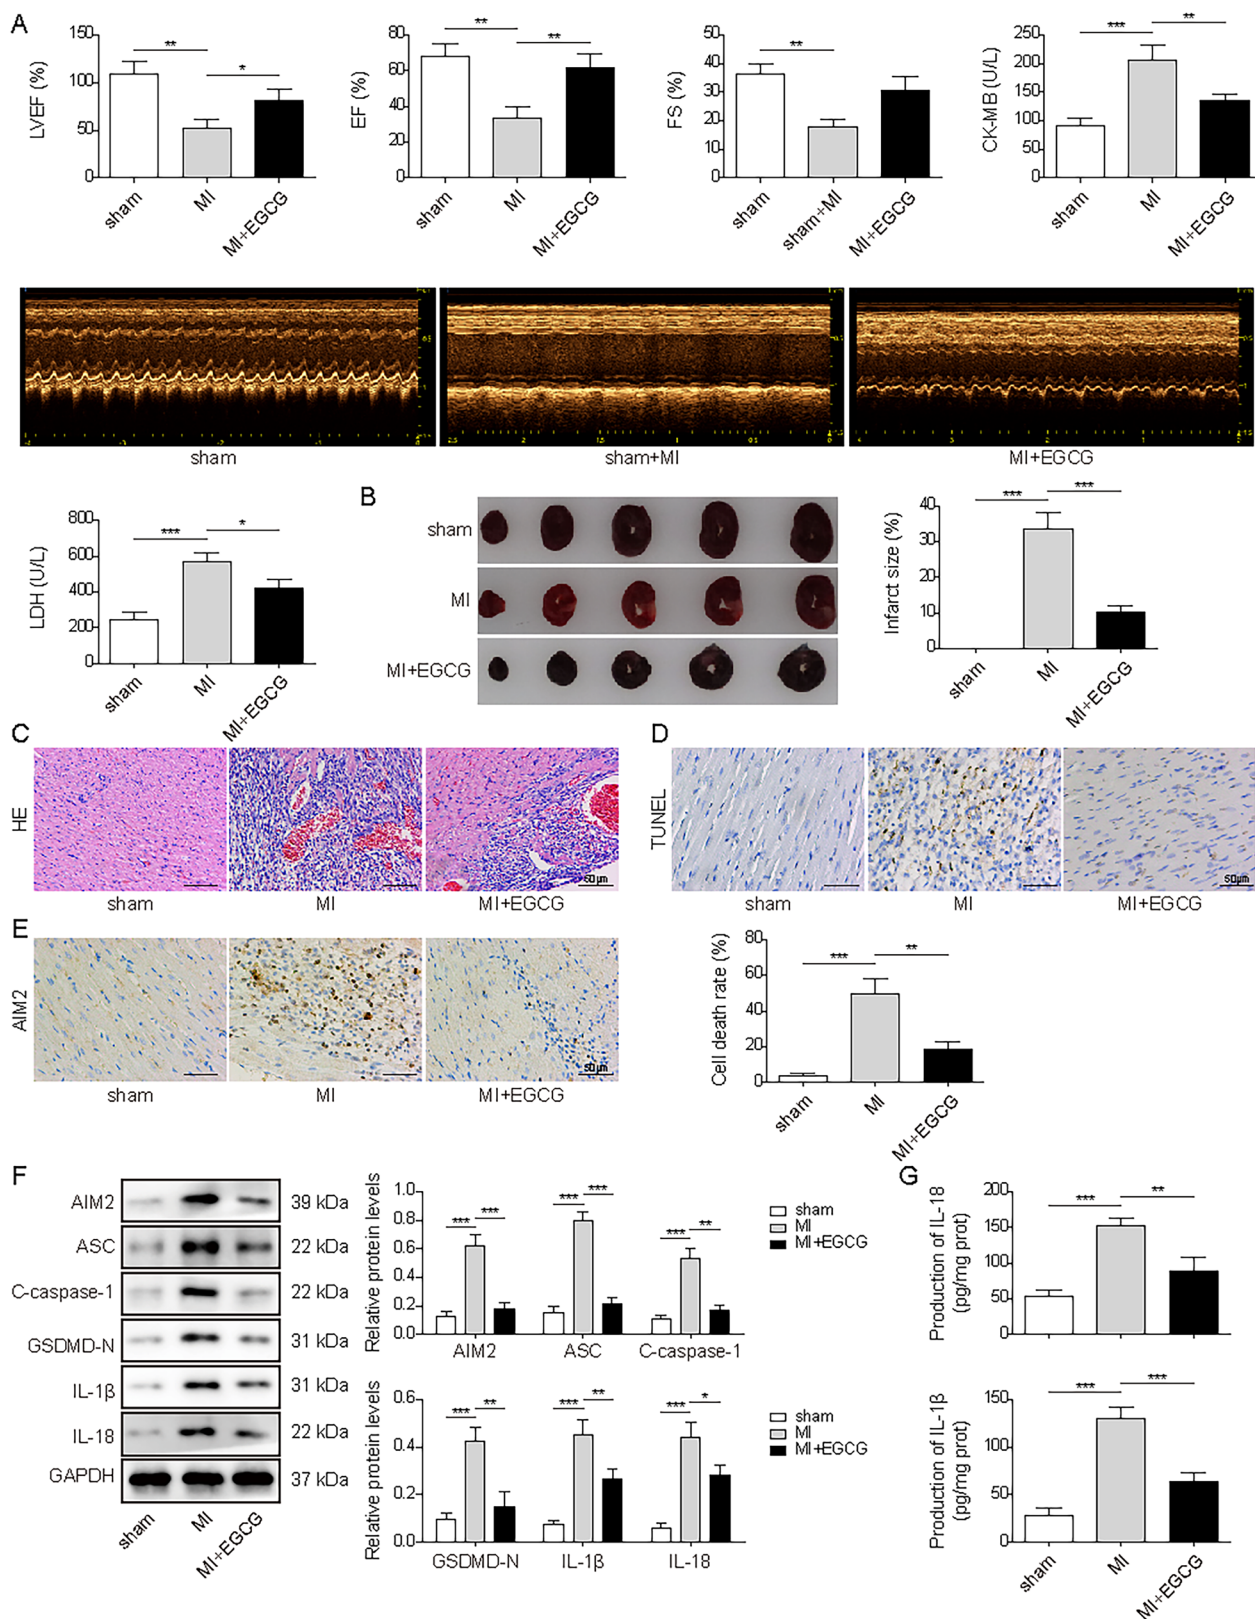 A
LVEF (%)
150
100
50
0
sham
MI
MI+EGCG
**
*
EF (%)
80
60
40
20
0
sham
MI
MI+EGCG
**
**
FS (%)
50
40
30
20
10
0
sham
sham+MI
MI+EGCG
**
CK-MB (U/L)
250
200
150
100
50
0
sham
MI
MI+EGCG
***
**
sham
sham+MI
MI+EGCG
LDH (U/L)
800
600
400
200
0
sham
MI
MI+EGCG
***
*
B
sham
MI
MI+EGCG
Infarct size (%)
40
30
20
10
0
sham
MI
MI+EGCG
***
***
C
HE
sham
MI
MI+EGCG
50μm
D
TUNEL
sham
MI
MI+EGCG
50μm
E
AIM2
sham
MI
MI+EGCG
50μm
Cell death rate (%)
80
60
40
20
0
sham
MI
MI+EGCG
***
**
F
AIM2 39 kDa
ASC 22 kDa
C-caspase-1 22 kDa
GSDMD-N 31 kDa
IL-1β 31 kDa
IL-18 22 kDa
GAPDH 37 kDa
sham
MI
MI+EGCG
Relative protein levels
1.0
0.8
0.6
0.4
0.2
0.0
*** ***
*** ***
*** **
AIM2
ASC
C-caspase-1
sham
MI
MI+EGCG
Relative protein levels
0.6
0.4
0.2
0.0
*** **
*** **
*** *
GSDMD-N
IL-1β
IL-18
sham
MI
MI+EGCG
G
Production of IL-18
(pg/mg prot)
200
150
100
50
0
sham
MI
MI+EGCG
***
**
Production of IL-1β
(pg/mg prot)
150
100
50
0
sham
MI
MI+EGCG
***
***